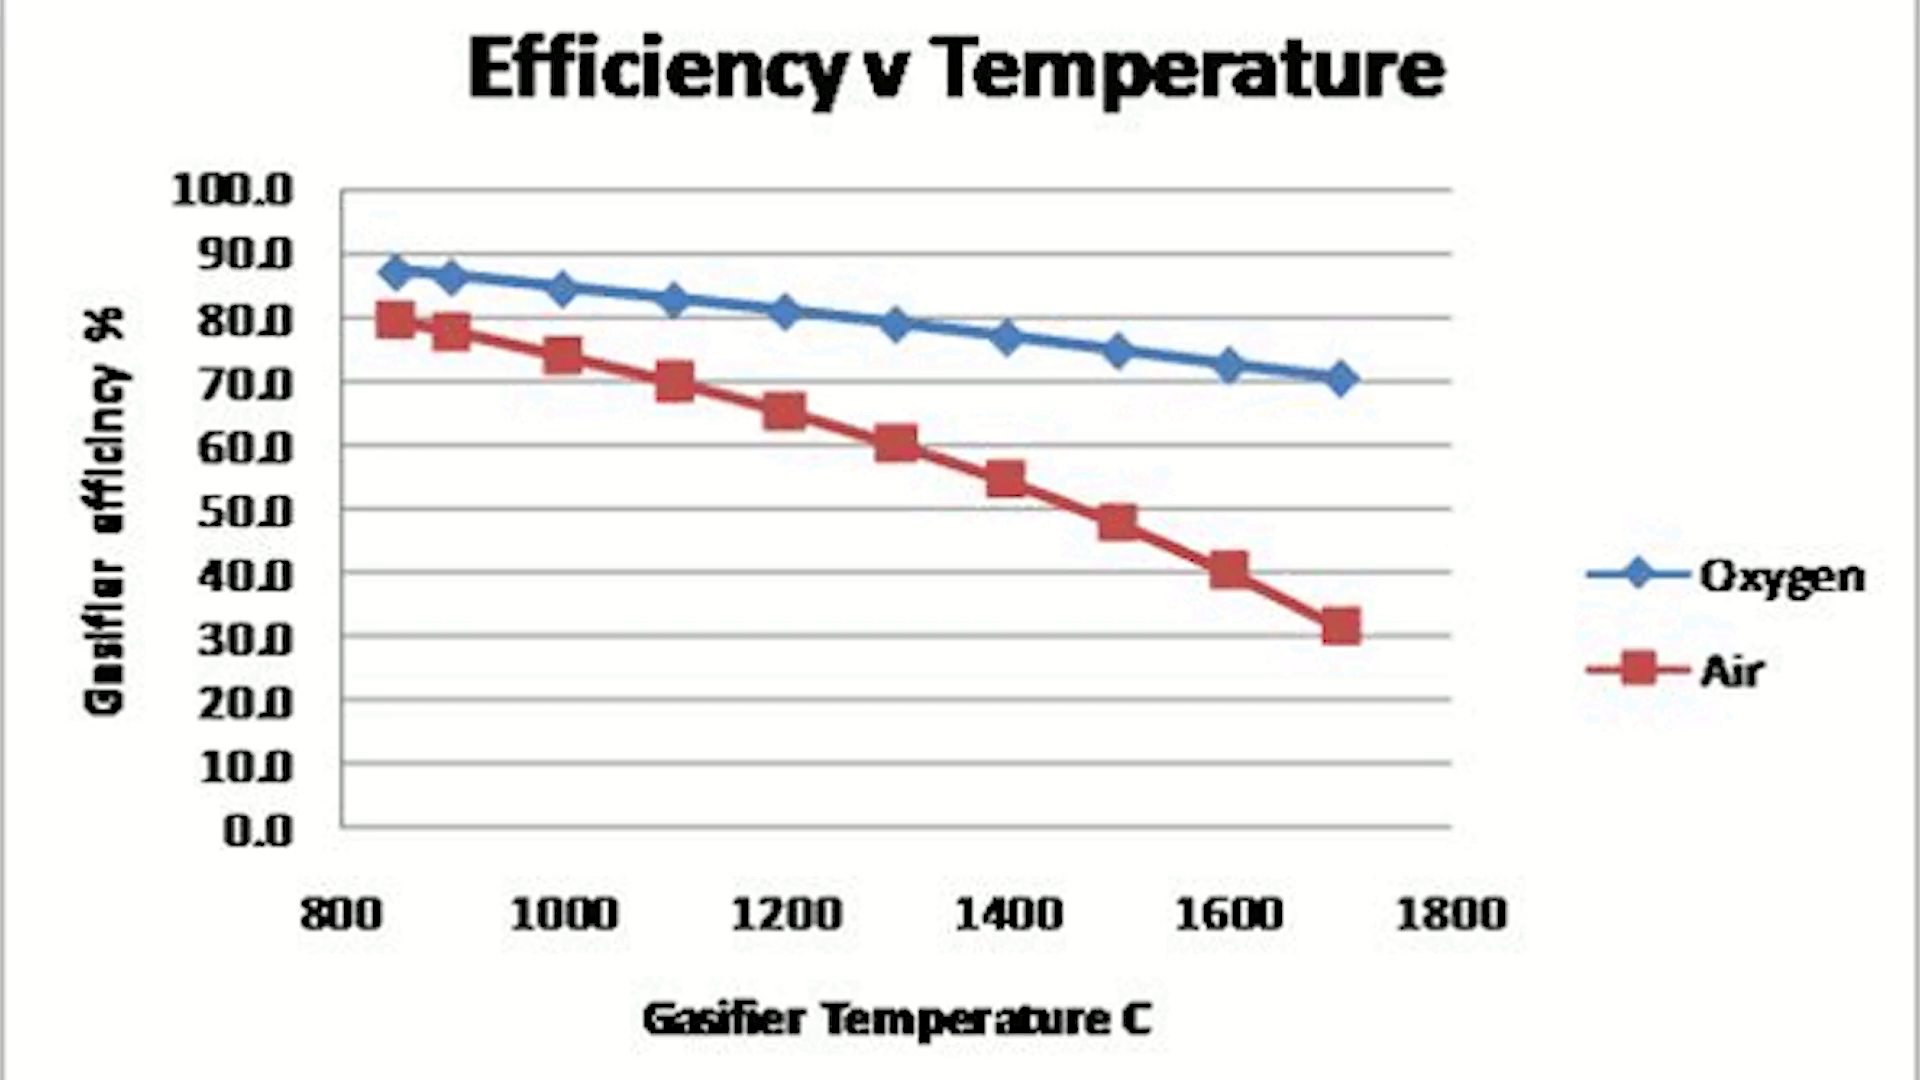 Efficiency v Temperature
100.0
90.0
80.0
70.0
60.0
50.0
40.0
30.0
20.0
10.0
0.0
Gasifier efficincy %
800 1000 1200 1400 1600 1800
Gasifier Temperature C
Oxygen
Air